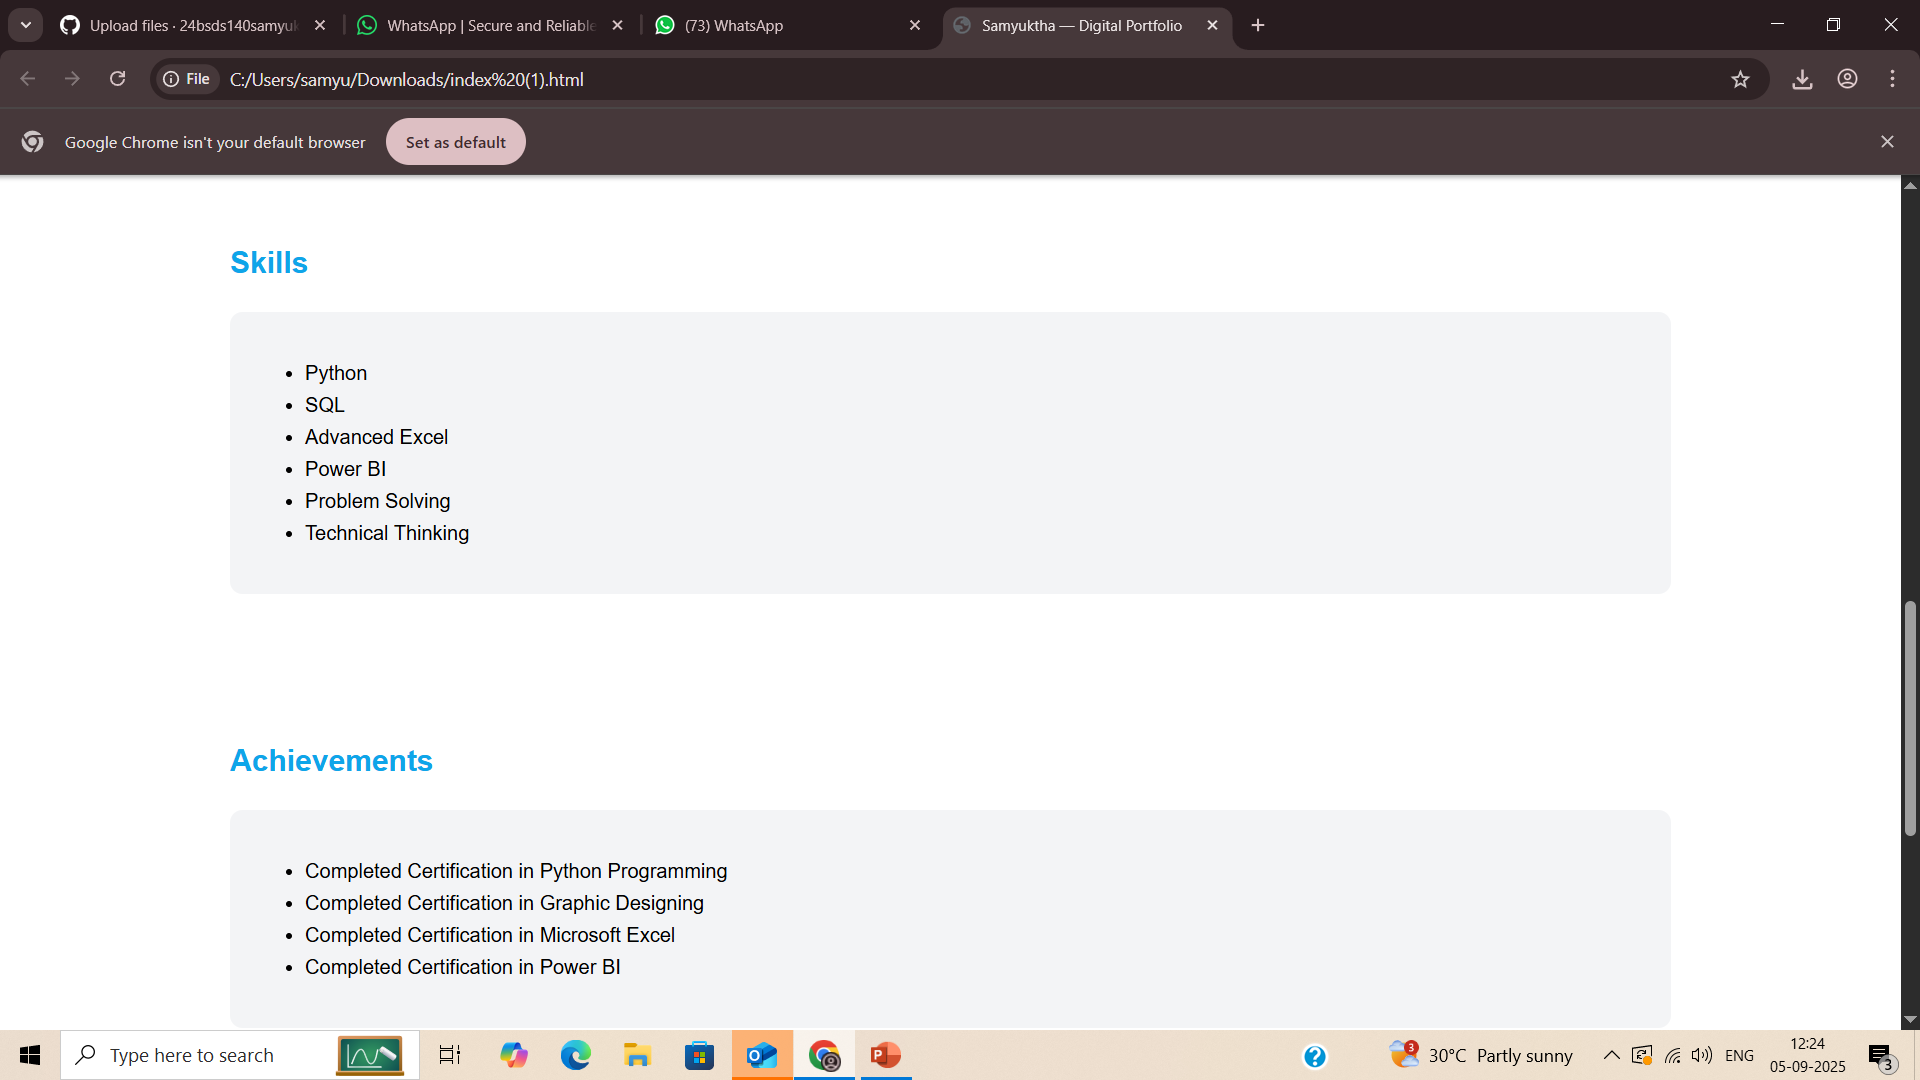 Upload files · 24bsds140samyuk
WhatsApp | Secure and Reliable
(73) WhatsApp
Samyuktha — Digital Portfolio
File
C:/Users/samyu/Downloads/index%20(1).html
Google Chrome isn't your default browser
Set as default
Skills
• Python
• SQL
• Advanced Excel
• Power BI
• Problem Solving
• Technical Thinking
Achievements
• Completed Certification in Python Programming
• Completed Certification in Graphic Designing
• Completed Certification in Microsoft Excel
• Completed Certification in Power BI
Type here to search
3
30°C Partly sunny
ENG
12:24
05-09-2025
3